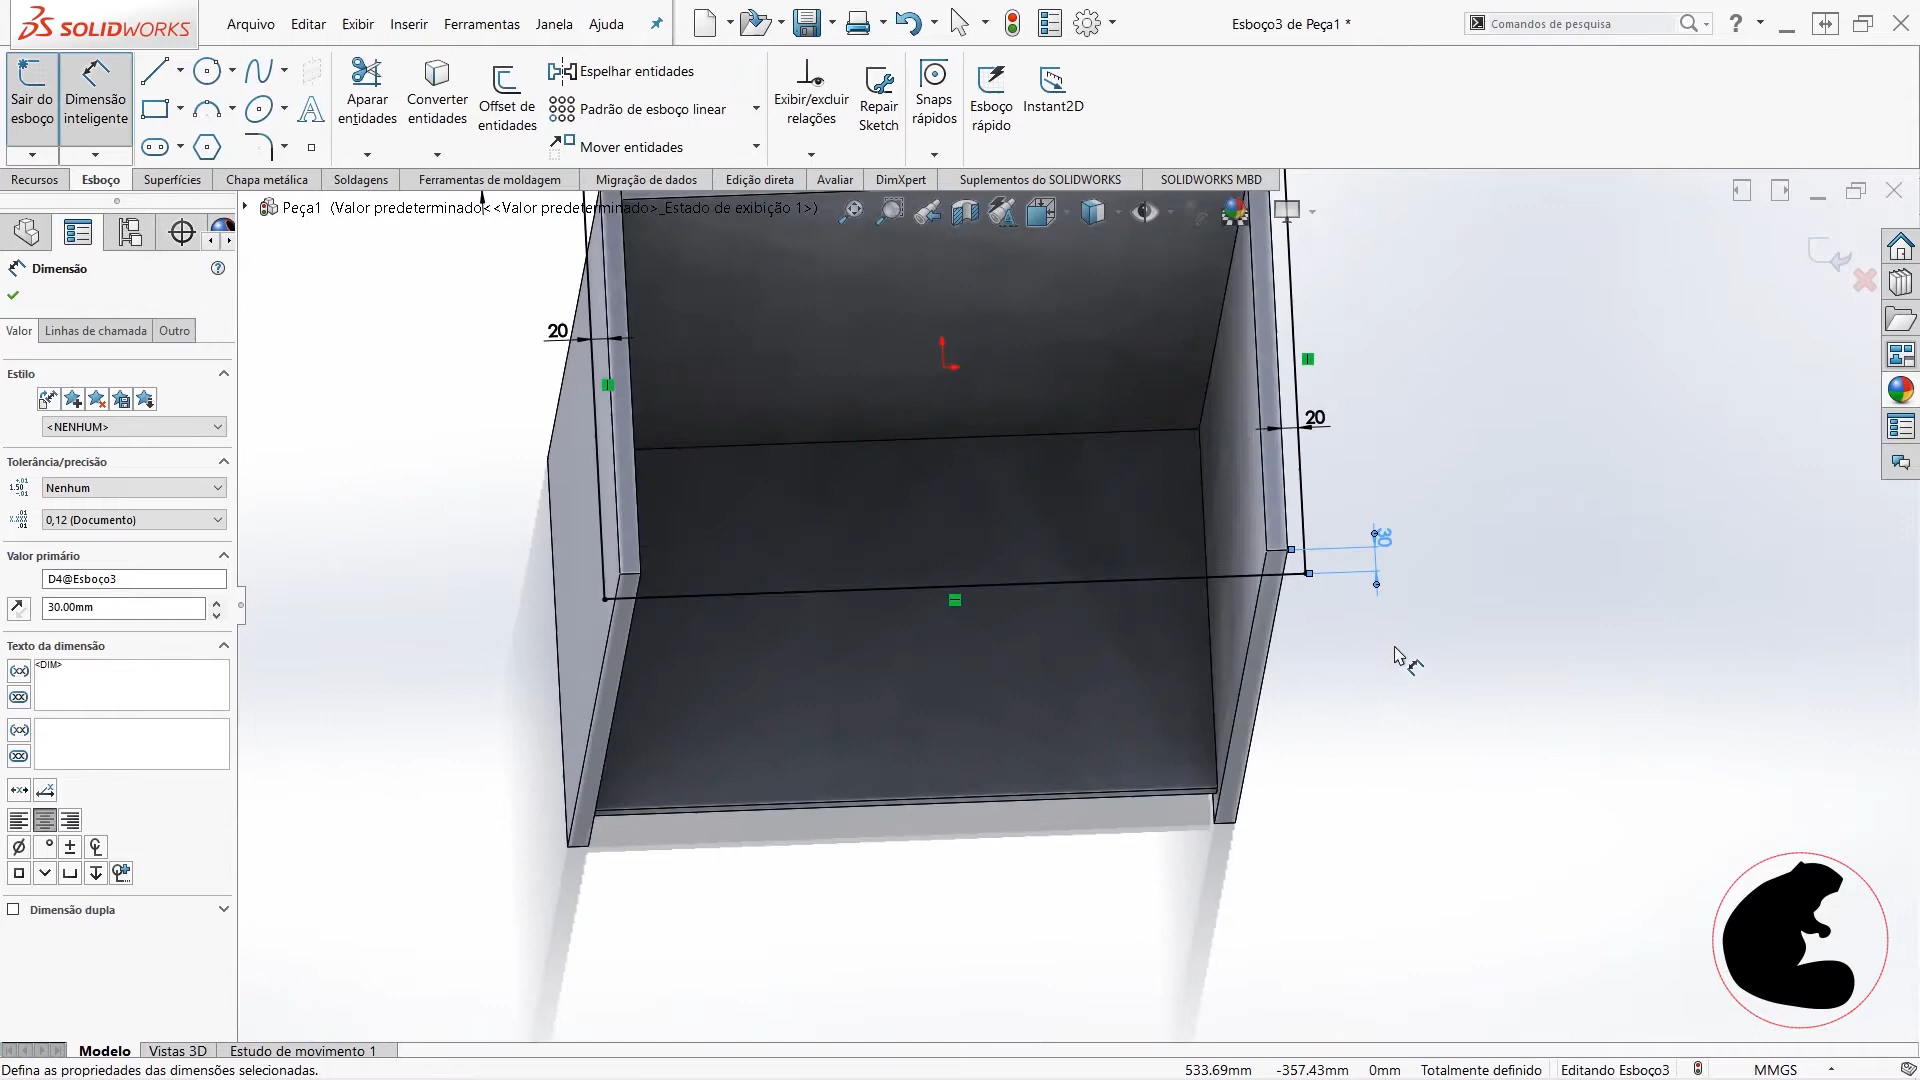 SOLIDWORKS
Arquivo Editar Exibir Inserir Ferramentas Janela Ajuda
Esboço3 de Peça1 *
Comandos de pesquisa
?
Sair do esboço
Dimensão inteligente
Aparar entidades
Converter entidades
Offset de entidades
Espelhar entidades
Padrão de esboço linear
Mover entidades
Exibir/excluir relações
Repair Sketch
Snaps rápidos
Esboço rápido
Instant2D
Recursos Esboço Superfícies Chapa metálica Soldagens Ferramentas de moldagem Migração de dados Edição direta Avaliar DimXpert Suplementos do SOLIDWORKS SOLIDWORKS MBD
Peça1 (Valor predeterminado< <Valor predeterminado>_Estado de exibição 1>)
Dimensão
Valor Linhas de chamada Outro
Estilo
<NENHUM>
Tolerância/precisão
Nenhum
0,12 (Documento)
Valor primário
D4@Esboço3
30.00mm
Texto da dimensão
<DIM>
Dimensão dupla
20
20
30
Modelo Vistas 3D Estudo de movimento 1
Defina as propriedades das dimensões selecionadas.
533.69mm -357.43mm 0mm Totalmente definido Editando Esboço3 MMGS